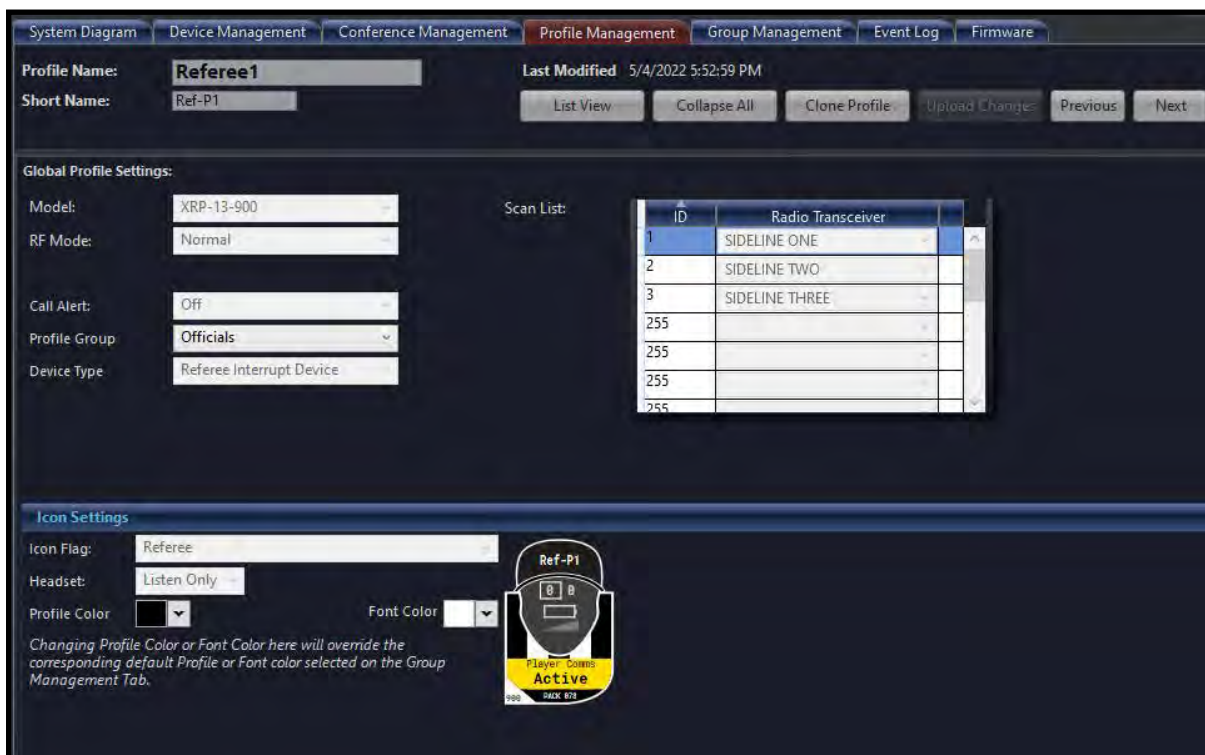 System Diagram Device Management Conference Management Profile Management Group Management Event Log Firmware
Profile Name: Referee1 Last Modified 5/4/2022 5:52:59 PM
Short Name: Ref-P1 List View Collapse All Clone Profile Upload Changes Previous Next
Global Profile Settings:
Model: XRP-13-900 Scan List: ID Radio Transceiver
RF Mode: Normal 1 SIDELINE ONE
2 SIDELINE TWO
Call Alert: Off 3 SIDELINE THREE
Profile Group Officials 255
255
Device Type Referee Interrupt Device 255
255
Icon Settings
Icon Flag: Referee
Ref-P1
Headset: Listen Only 0 0
Profile Color Font Color
Changing Profile Color or Font Color here will override the
corresponding default Profile or Font color selected on the Group
Management Tab.
Player Comms
Active
900 PACK 078